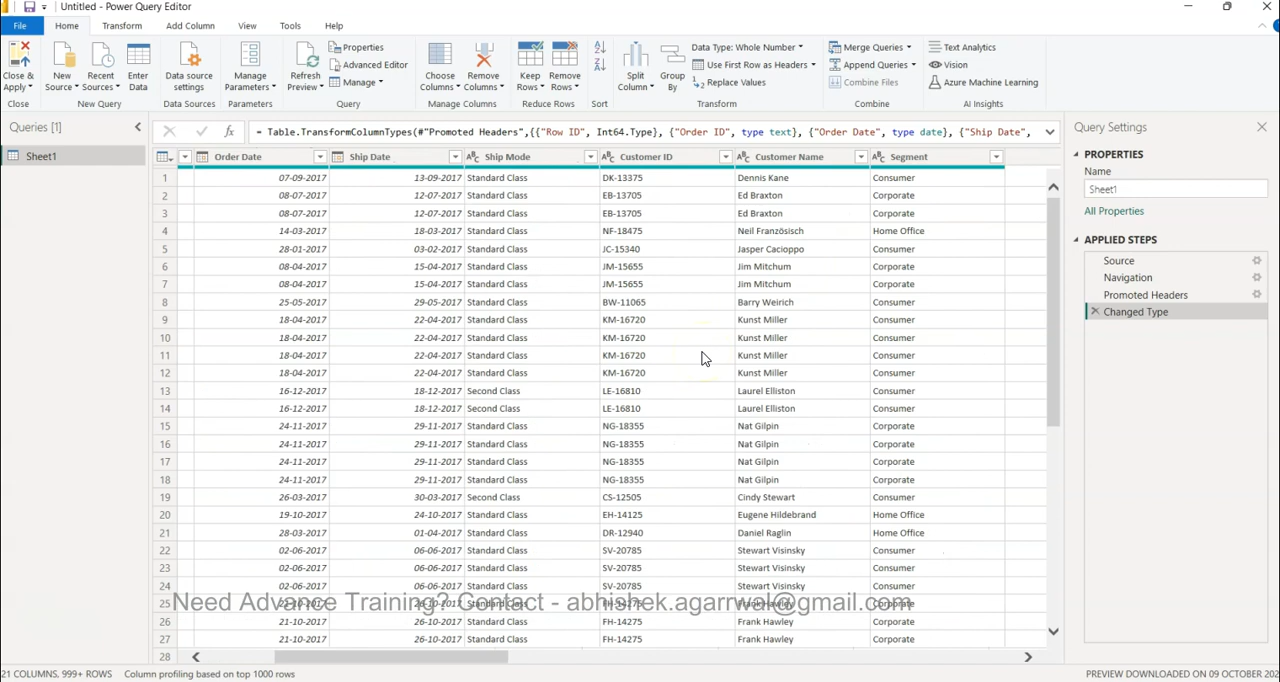 Untitled - Power Query Editor
File Home Transform Add Column View Tools Help
Close & Apply
New Source
Recent Sources
Enter Data
Data source settings
Manage Parameters
Refresh Preview
Properties
Advanced Editor
Manage
Choose Columns
Remove Columns
Keep Rows
Remove Rows
Split Column
Group By
Data Type: Whole Number
Use First Row as Headers
Replace Values
Merge Queries
Append Queries
Combine Files
Text Analytics
Vision
Azure Machine Learning
Close New Query Data Sources Parameters Query Manage Columns Reduce Rows Sort Transform Combine AI Insights
Queries [1]
Sheet1
= Table.TransformColumnTypes(#"Promoted Headers",{{"Row ID", Int64.Type}, {"Order ID", type text}, {"Order Date", type date}, {"Ship Date",
Order Date Ship Date Ship Mode Customer ID Customer Name Segment
1 07-09-2017 13-09-2017 Standard Class DK-13375 Dennis Kane Consumer
2 08-07-2017 12-07-2017 Standard Class EB-13705 Ed Braxton Corporate
3 08-07-2017 12-07-2017 Standard Class EB-13705 Ed Braxton Corporate
4 14-03-2017 18-03-2017 Standard Class NF-18475 Neil Französisch Home Office
5 28-01-2017 03-02-2017 Standard Class JC-15340 Jasper Cacioppo Consumer
6 08-04-2017 15-04-2017 Standard Class JM-15655 Jim Mitchum Corporate
7 08-04-2017 15-04-2017 Standard Class JM-15655 Jim Mitchum Corporate
8 25-05-2017 29-05-2017 Standard Class BW-11065 Barry Weirich Consumer
9 18-04-2017 22-04-2017 Standard Class KM-16720 Kunst Miller Consumer
10 18-04-2017 22-04-2017 Standard Class KM-16720 Kunst Miller Consumer
11 18-04-2017 22-04-2017 Standard Class KM-16720 Kunst Miller Consumer
12 18-04-2017 22-04-2017 Standard Class KM-16720 Kunst Miller Consumer
13 16-12-2017 18-12-2017 Second Class LE-16810 Laurel Elliston Consumer
14 16-12-2017 18-12-2017 Second Class LE-16810 Laurel Elliston Consumer
15 24-11-2017 29-11-2017 Standard Class NG-18355 Nat Gilpin Corporate
16 24-11-2017 29-11-2017 Standard Class NG-18355 Nat Gilpin Corporate
17 24-11-2017 29-11-2017 Standard Class NG-18355 Nat Gilpin Corporate
18 24-11-2017 29-11-2017 Standard Class NG-18355 Nat Gilpin Corporate
19 26-03-2017 30-03-2017 Second Class CS-12505 Cindy Stewart Consumer
20 19-10-2017 24-10-2017 Standard Class EH-14125 Eugene Hildebrand Home Office
21 28-03-2017 01-04-2017 Standard Class DR-12940 Daniel Raglin Home Office
22 02-06-2017 06-06-2017 Standard Class SV-20785 Stewart Visinsky Consumer
23 02-06-2017 06-06-2017 Standard Class SV-20785 Stewart Visinsky Consumer
24 02-06-2017 06-06-2017 Standard Class SV-20785 Stewart Visinsky Consumer
25
Need Advance Training? Contact - abhishek.agarrwal@gmail.com
26 21-10-2017 26-10-2017 Standard Class FH-14275 Frank Hawley Corporate
27 21-10-2017 26-10-2017 Standard Class FH-14275 Frank Hawley Corporate
28
Query Settings
PROPERTIES
Name
Sheet1
All Properties
APPLIED STEPS
Source
Navigation
Promoted Headers
Changed Type
21 COLUMNS, 999+ ROWS Column profiling based on top 1000 rows
PREVIEW DOWNLOADED ON 09 OCTOBER 202